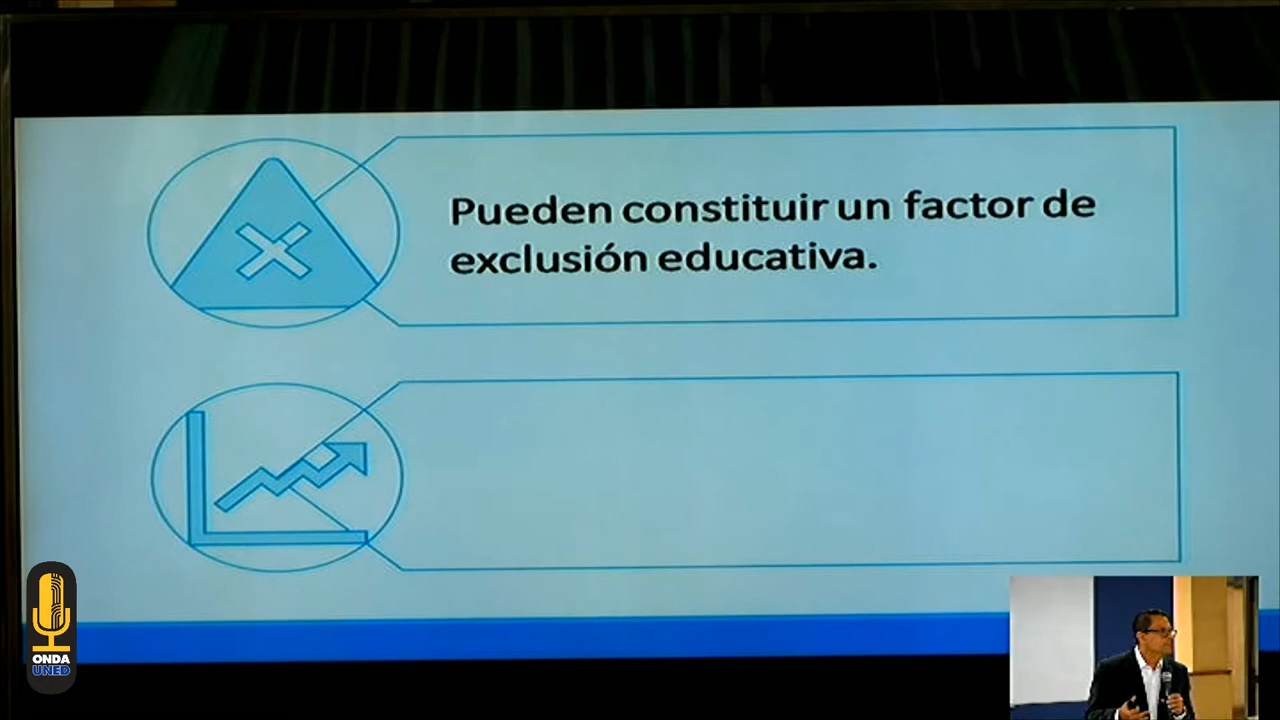 Pueden constituir un factor de
exclusión educativa.
ONDA
UNED